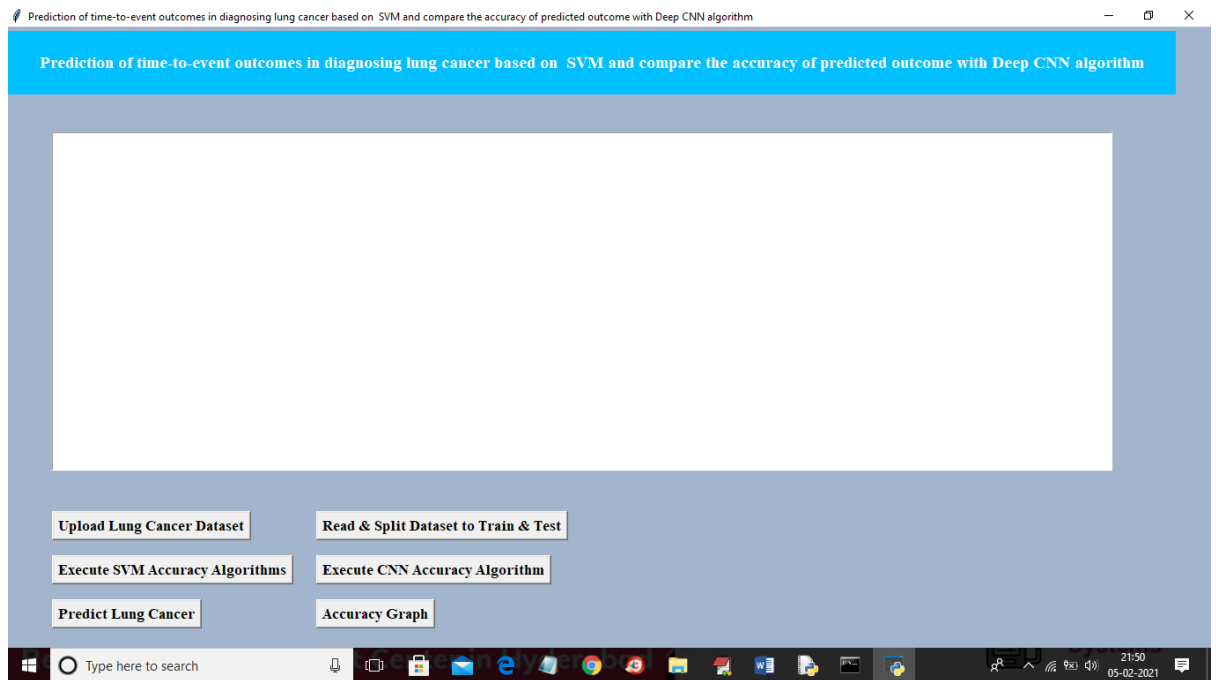 Prediction of time-to-event outcomes in diagnosing lung cancer based on  SVM and compare the accuracy of predicted outcome with Deep CNN algorithm
Prediction of time-to-event outcomes in diagnosing lung cancer based on  SVM and compare the accuracy of predicted outcome with Deep CNN algorithm
Upload Lung Cancer Dataset
Read & Split Dataset to Train & Test
Execute SVM Accuracy Algorithms
Execute CNN Accuracy Algorithm
Predict Lung Cancer
Accuracy Graph
Type here to search
Systems
21:50
05-02-2021